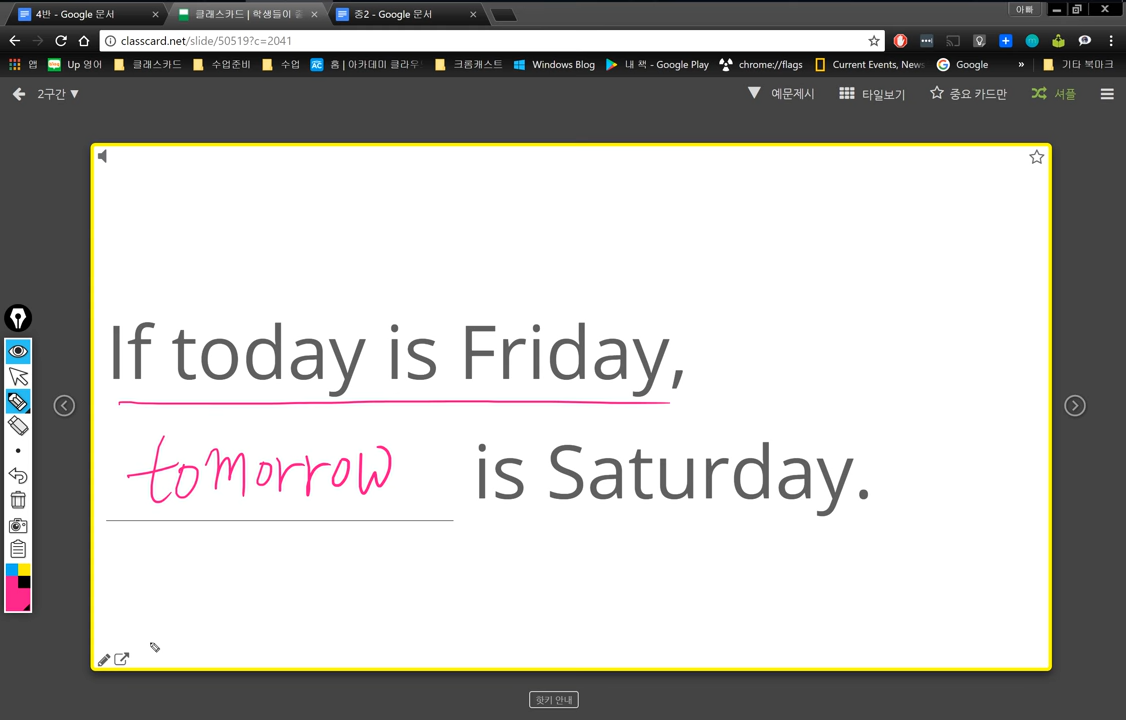 4반 - Google 문서
클래스카드 | 학생들이 즐
중2 - Google 문서
아빠
classcard.net/slide/50519?c=2041
앱 Up 영어 클래스카드 수업준비 수업 홈 | 아카데미 클라우 크롬캐스트 Windows Blog 내 책 - Google Play chrome://flags Current Events, News Google » 기타 북마크
2구간 ▼ ▼ 예문제시 타일보기 중요 카드만 셔플
If today is Friday,
tomorrow is Saturday.
핫키 안내